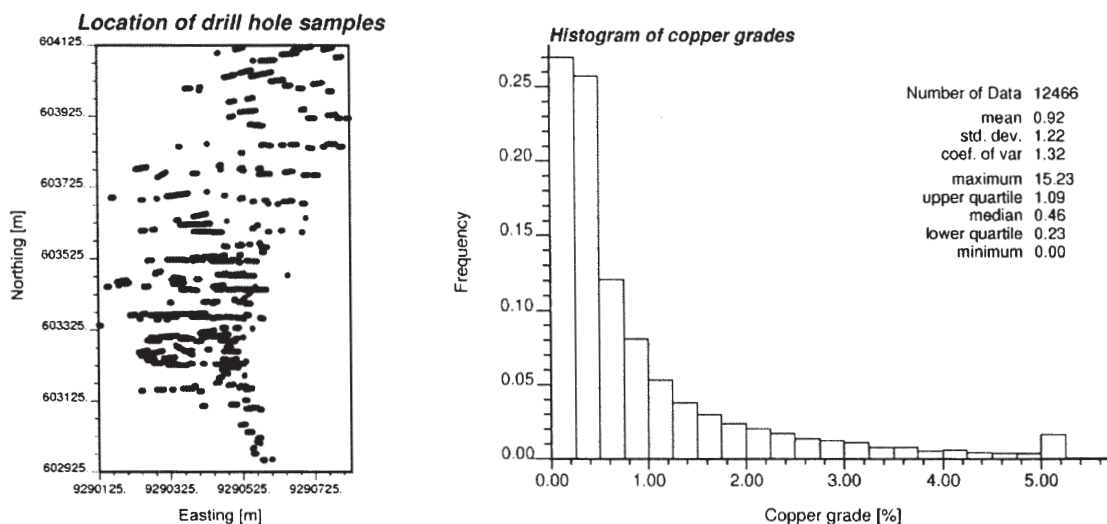 Location of drill hole samples
604125.
603925.
603725.
603525.
603325.
603125.
602925.
Northing [m]
9290125. 9290325. 9290525. 9290725.
Easting [m]
Histogram of copper grades
0.25
0.20
0.15
0.10
0.05
0.00
Frequency
0.00 1.00 2.00 3.00 4.00 5.00
Copper grade [%]
Number of Data 12466
mean 0.92
std. dev. 1.22
coef. of var 1.32
maximum 15.23
upper quartile 1.09
median 0.46
lower quartile 0.23
minimum 0.00